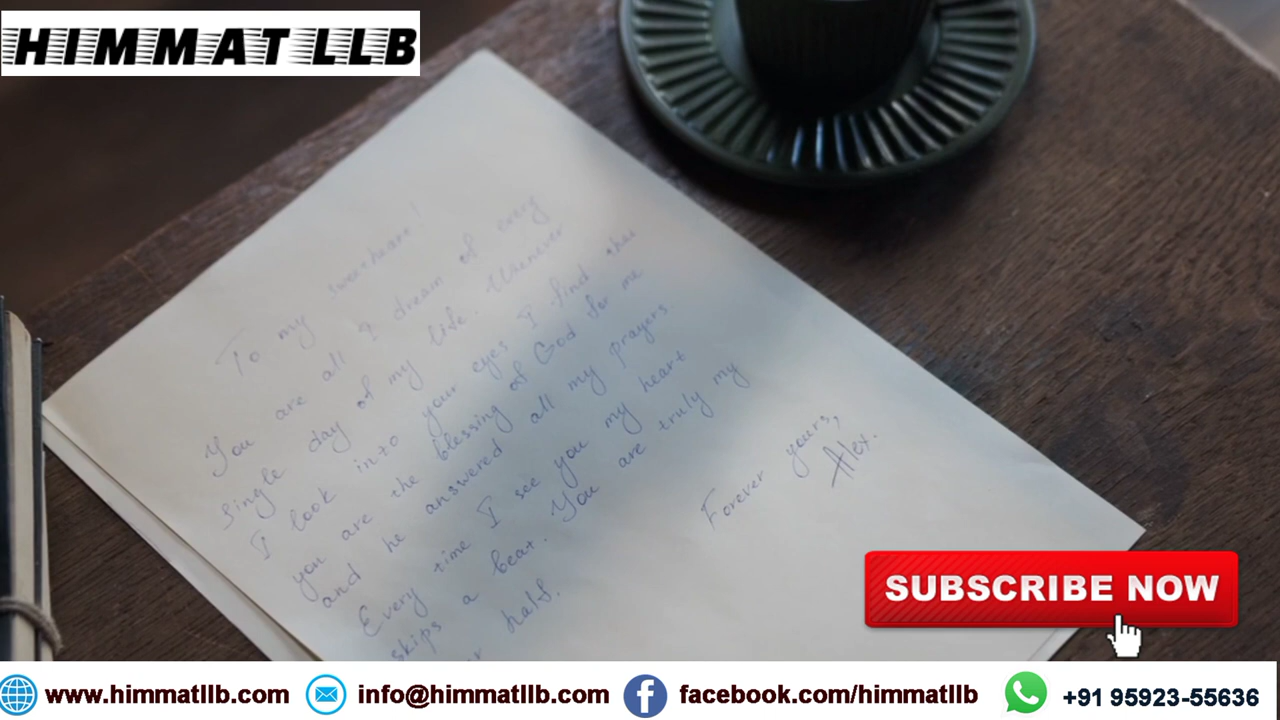 HIMMAT LLB
To my sweetheart!
You are all I dream of every
single day of my life. Whenever
I look into your eyes I find that
you are the blessing of God for me
and he answered all my prayers.
Every time I see you my heart
skips a beat. You are truly my
half.
Forever yours,
Alex.
SUBSCRIBE NOW
www.himmatllb.com info@himmatllb.com facebook.com/himmatllb +91 95923-55636